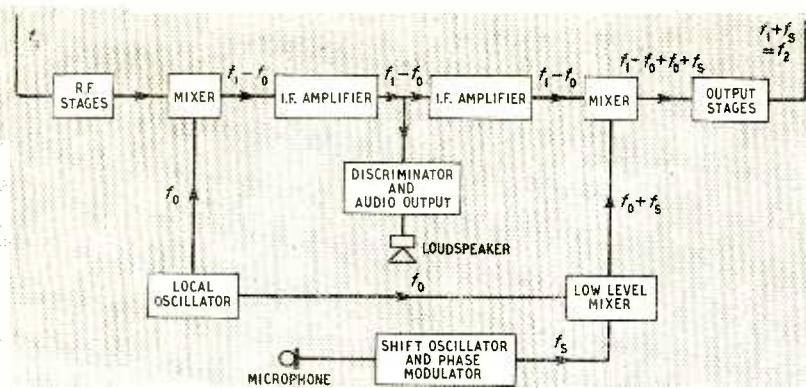 f₁
f₁+fₛ
=f₂
R.F.
STAGES
MIXER
f₁-f₀
I.F. AMPLIFIER
f₁-f₀
I.F. AMPLIFIER
f₁-f₀
MIXER
f₁-f₀+f₀+fₛ
OUTPUT
STAGES
DISCRIMINATOR
AND
AUDIO OUTPUT
f₀
f₀+fₛ
LOUDSPEAKER
LOCAL
OSCILLATOR
f₀
LOW LEVEL
MIXER
SHIFT OSCILLATOR
AND PHASE
MODULATOR
fₛ
MICROPHONE